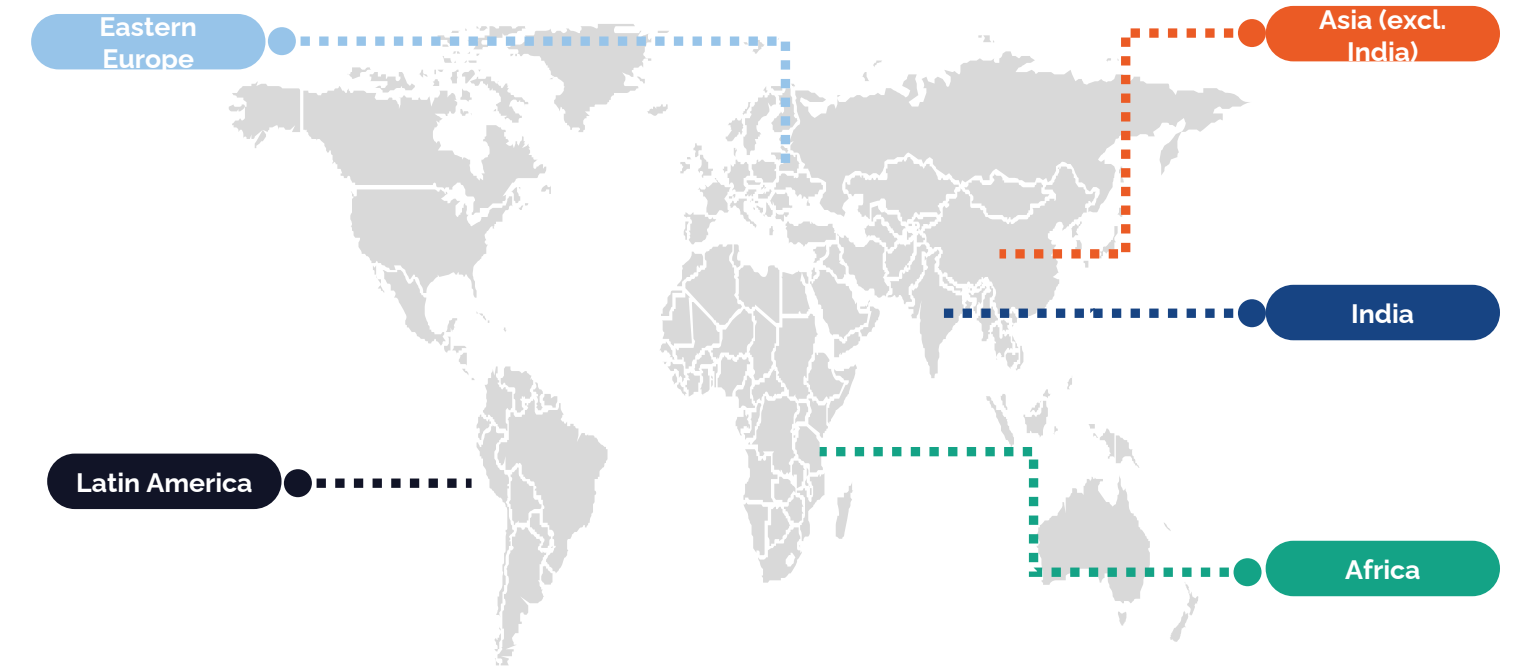 Eastern
Europe
Asia (excl.
India)
India
Latin America
Africa